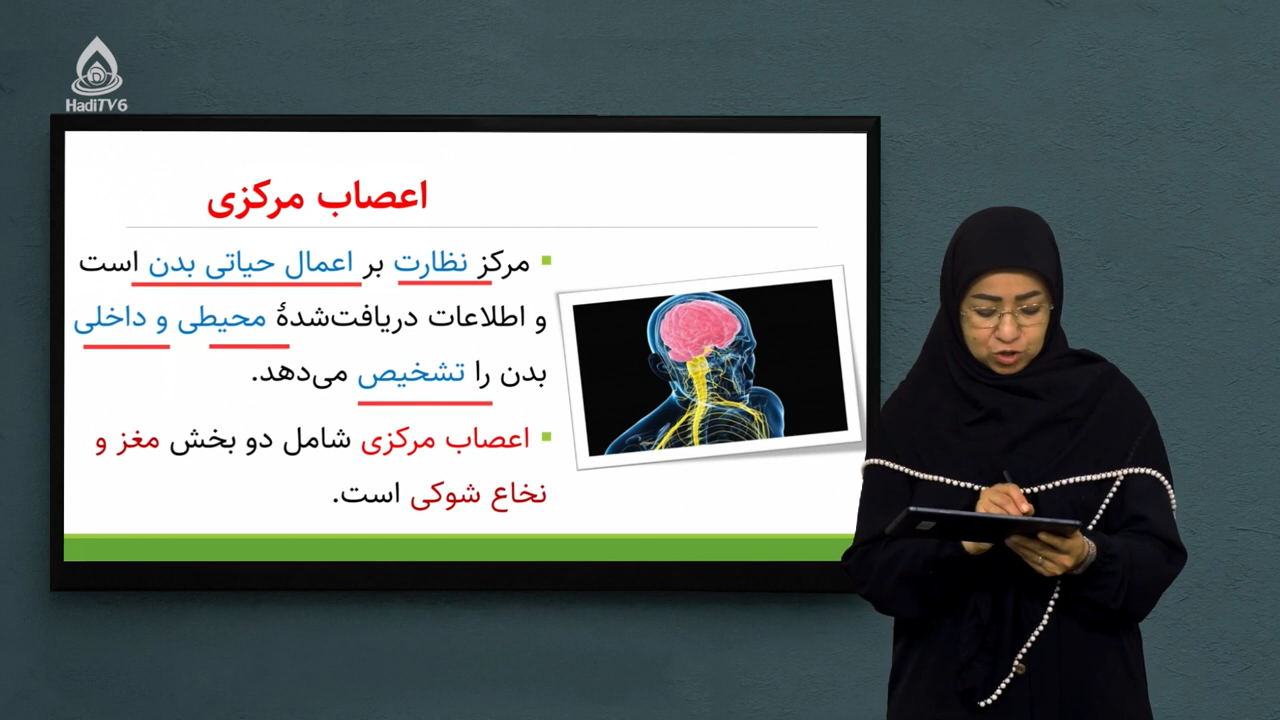 HadiTV6
اعصاب مرکزی
مرکز نظارت بر اعمال حیاتی بدن است
و اطلاعات دریافت‌شدهٔ محیطی و داخلی
بدن را تشخیص می‌دهد.
اعصاب مرکزی شامل دو بخش مغز و
نخاع شوکی است.